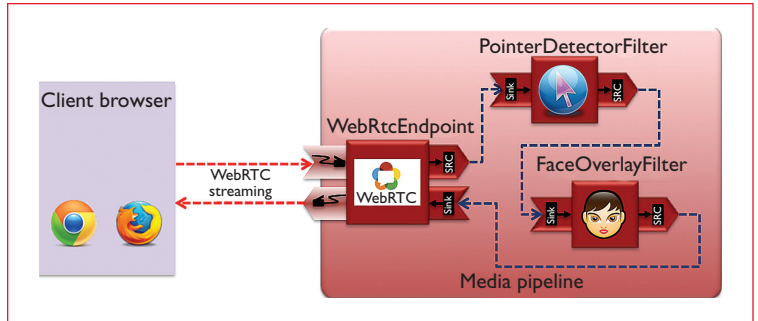 Client browser
WebRTC
streaming
WebRtcEndpoint
SRC
WebRTC
Sink
PointerDetectorFilter
Sink
SRC
FaceOverlayFilter
Sink
SRC
Media pipeline